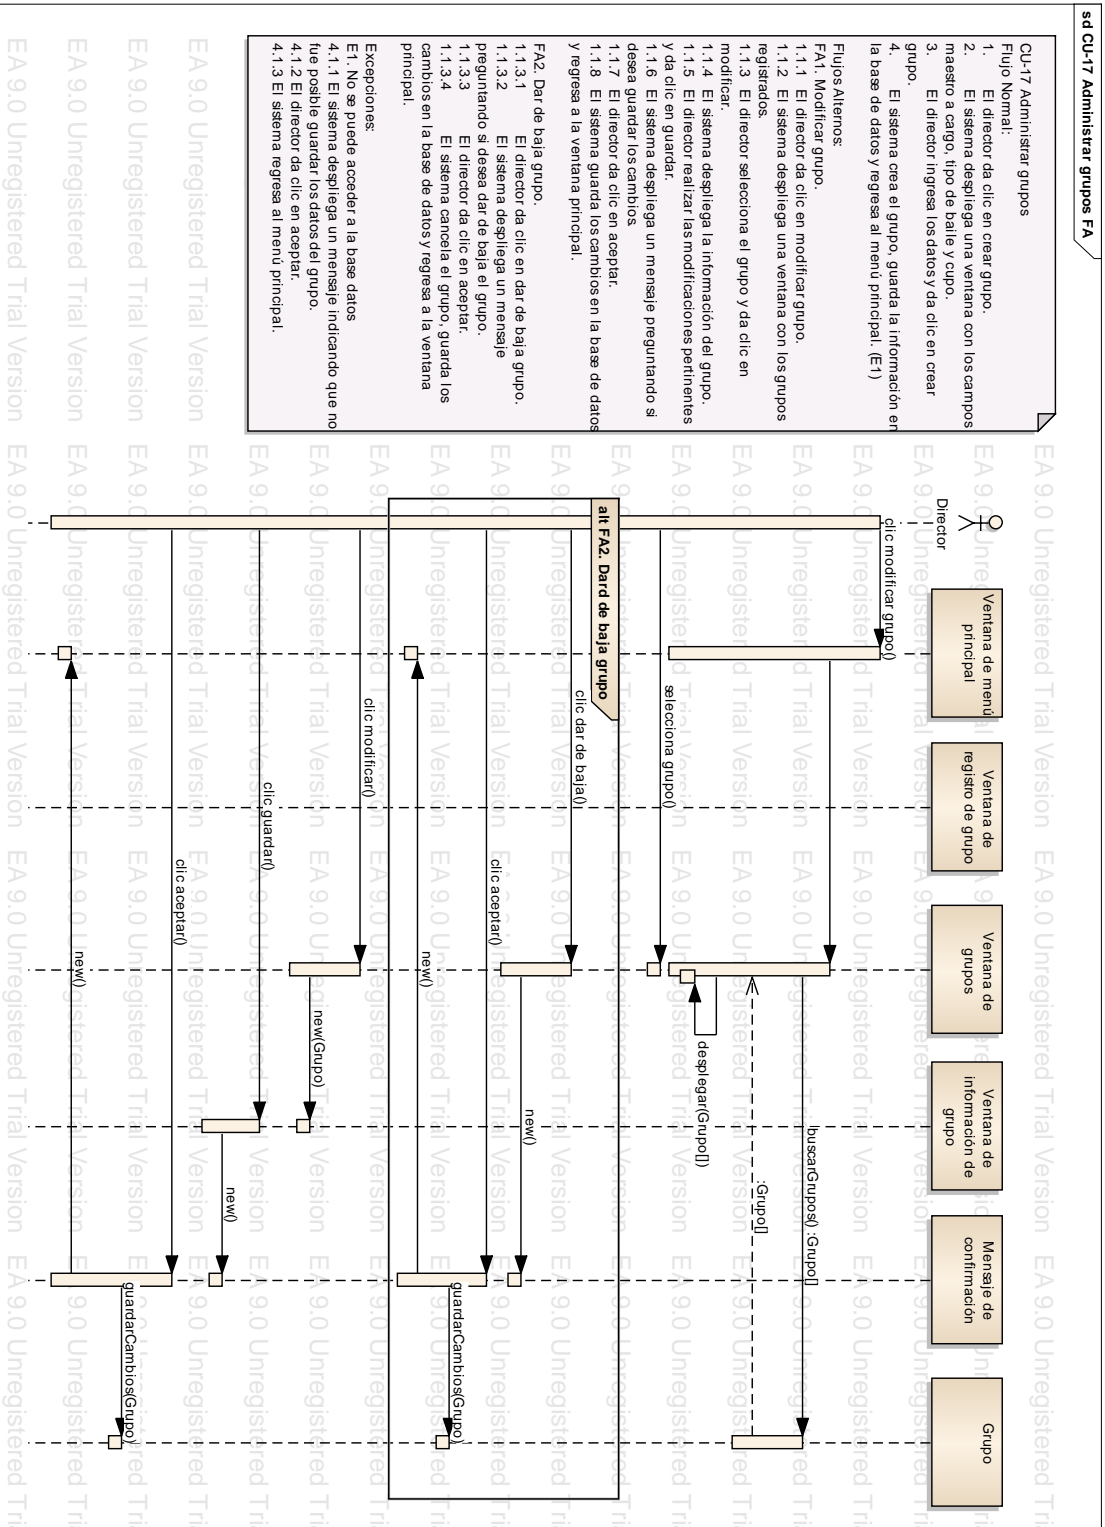 sd CU-17 Administrar grupos FA
CU-17 Administrar grupos
Flujo Normal:
1. El director da clic en crear grupo.
2. El sistema despliega una ventana con los campos
maestro a cargo, tipo de baile y cupo.
3. El director ingresa los datos y da clic en crear
grupo.
4. El sistema crea el grupo, guarda la información en
la base de datos y regresa al menú principal. (E1)
Flujos Alternos:
FA1. Modificar grupo.
1.1.1 El director da clic en modificar grupo.
1.1.2 El sistema despliega una ventana con los grupos
registrados.
1.1.3 El director selecciona el grupo y da clic en
modificar.
1.1.4 El sistema despliega la información del grupo.
1.1.5 El director realizar las modificaciones pertinentes
y da clic en guardar.
1.1.6 El sistema despliega un mensaje preguntando si
desea guardar los cambios.
1.1.7 El director da clic en aceptar.
1.1.8 El sistema guarda los cambios en la base de datos
y regresa a la ventana principal.
FA2. Dar de baja grupo.
1.1.3.1 El director da clic en dar de baja grupo.
1.1.3.2 El sistema despliega un mensaje
preguntando si desea dar de baja el grupo.
1.1.3.3 El director da clic en aceptar.
1.1.3.4 El sistema cancela el grupo, guarda los
cambios en la base de datos y regresa a la ventana
principal.
Excepciones:
E1. No se puede acceder a la base datos
4.1.1 El sistema despliega un mensaje indicando que no
fue posible guardar los datos del grupo.
4.1.2 El director da clic en aceptar.
4.1.3 El sistema regresa al menú principal.
Director
Ventana de menú
principal
Ventana de
registro de grupo
Ventana de
grupos
Ventana de
información de
grupo
Mensaje de
confirmación
Grupo
clic modificar grupo()
buscarGrupos() :Grupo[]
:Grupo[]
desplegar(Grupo[])
selecciona grupo()
alt FA2. Dard de baja grupo
clic dar de baja()
new()
clic aceptar()
guardarCambios(Grupo)
new()
clic modificar()
new(Grupo)
clic guardar()
new()
clic aceptar()
guardarCambios(Grupo)
new()
EA 9.0 Unregistered Trial Version